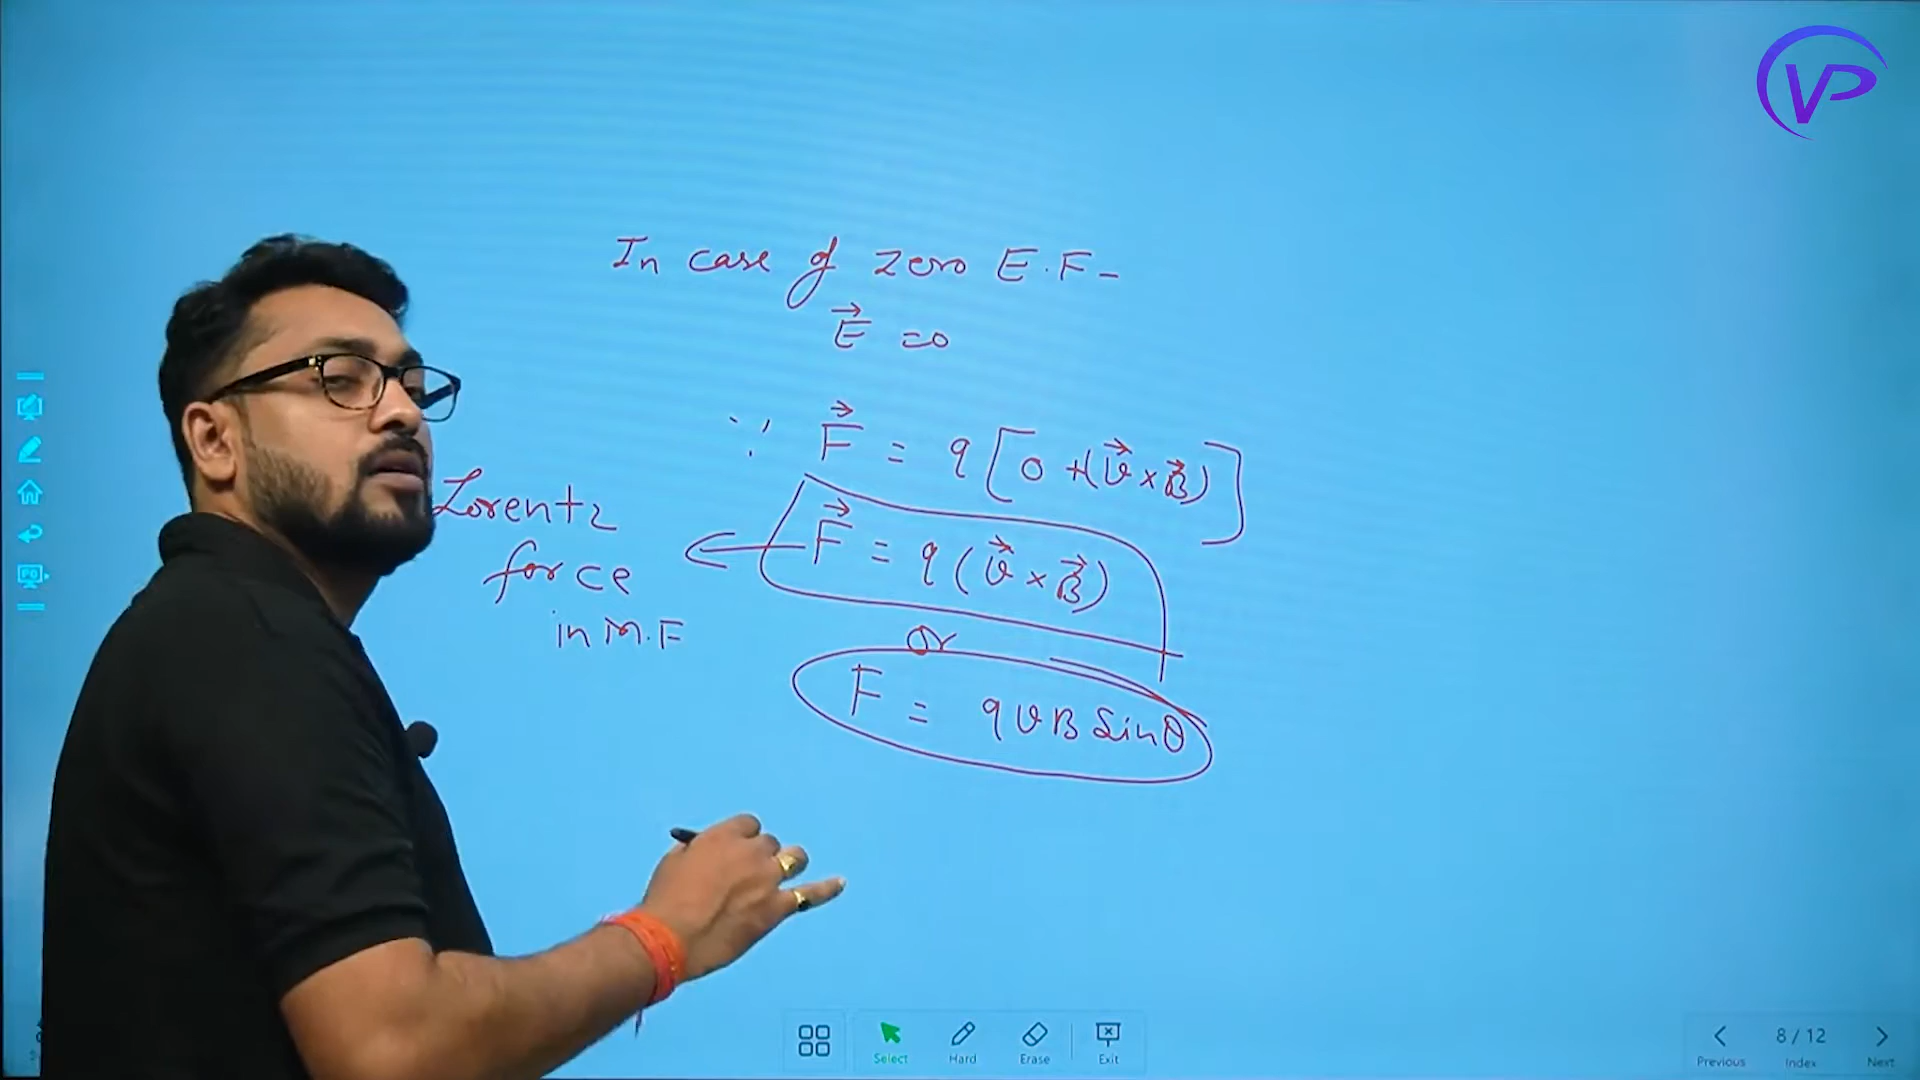 In case of zero E.F-
E⃗ =0
∵ F⃗ = q[0+(v⃗×B⃗)]
Lorentz
force
in M.F
F⃗ = q(v⃗×B⃗)
or
F = qvB Sinθ
VP
Select
Hard
Erase
Exit
Previous
8 / 12
Index
Next